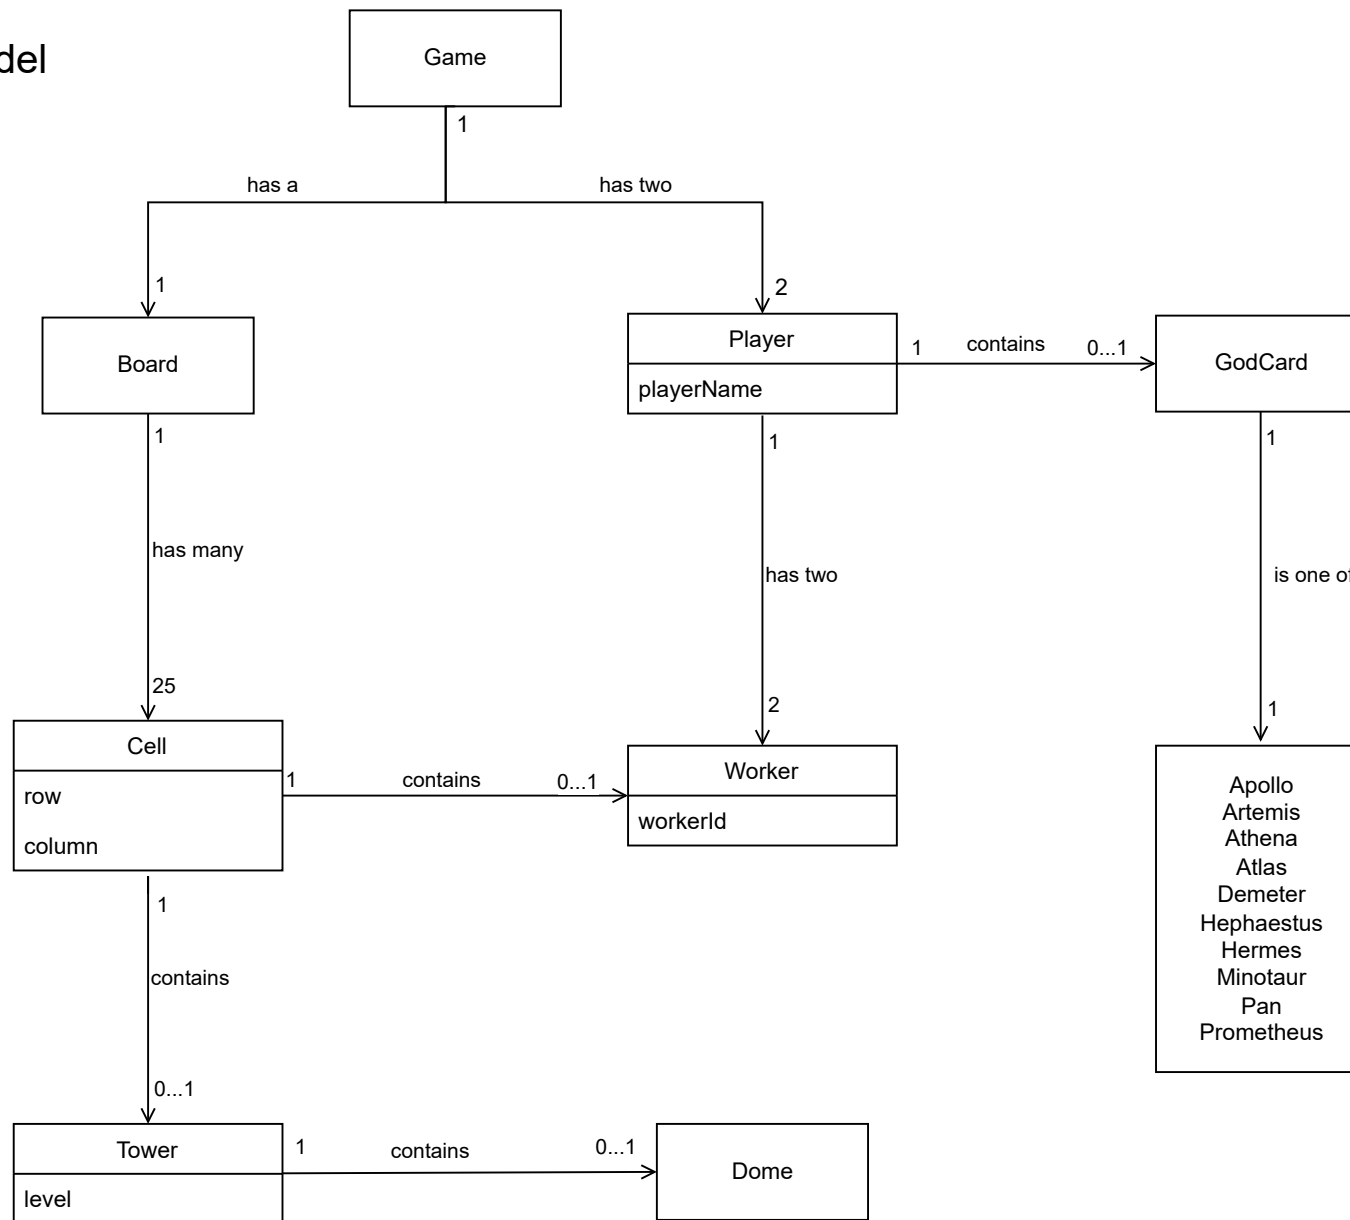 del
Game
1
has a
has two
1
2
Board
Player
playerName
1
contains
0...1
GodCard
1
1
1
has many
has two
is one of
25
2
1
Cell
row
column
1
contains
0...1
Worker
workerId
Apollo
Artemis
Athena
Atlas
Demeter
Hephaestus
Hermes
Minotaur
Pan
Prometheus
1
contains
0...1
Tower
level
1
contains
0...1
Dome